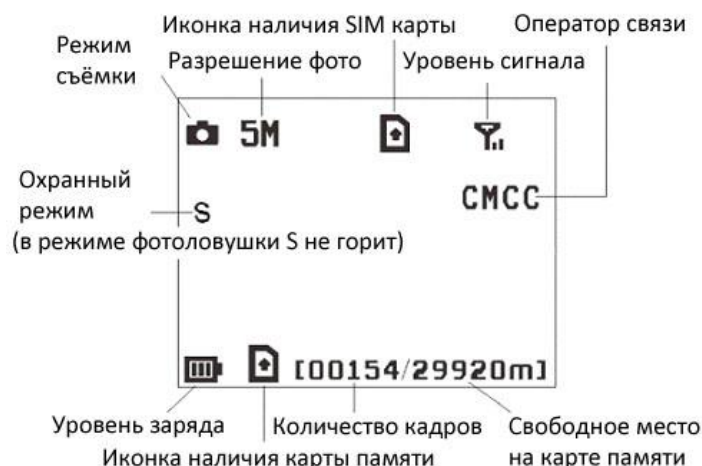 Иконка наличия SIM карты
Оператор связи
Режим
съёмки
Разрешение фото
Уровень сигнала
5M
CMCC
Охранный
режим
S
(в режиме фотоловушки S не горит)
[00154/29920m]
Уровень заряда
Количество кадров
Свободное место
на карте памяти
Иконка наличия карты памяти